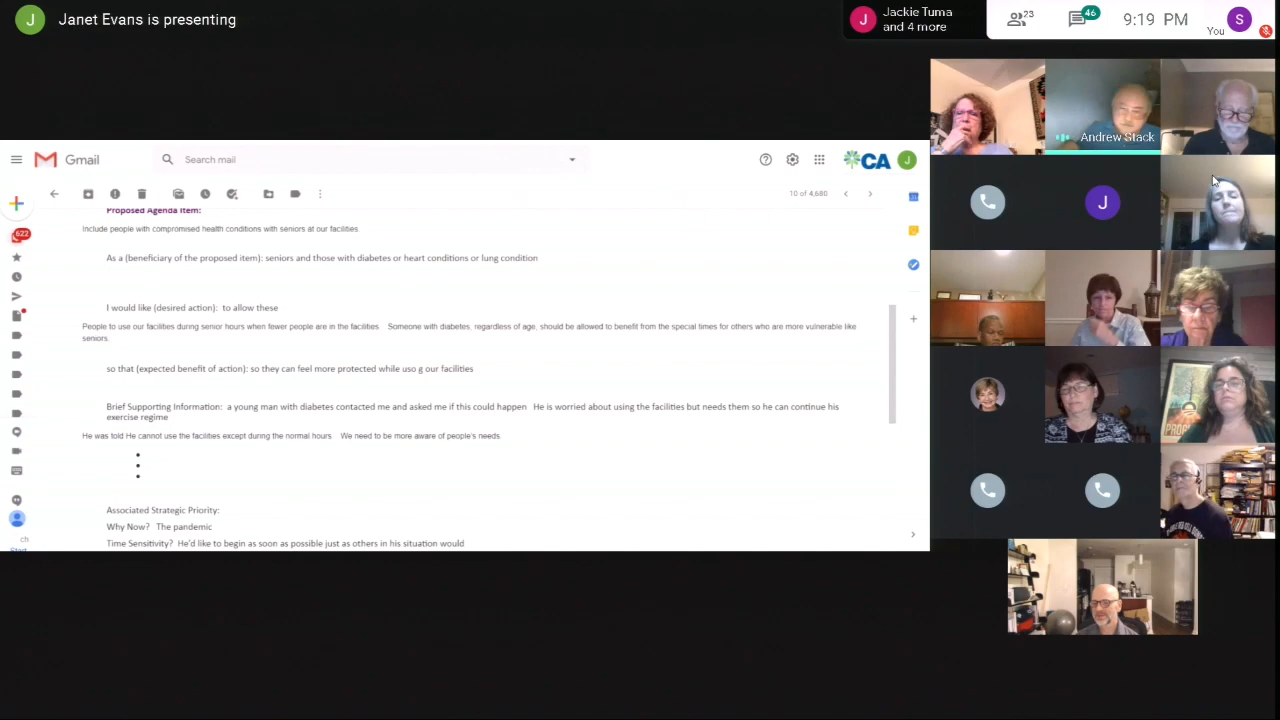 Janet Evans is presenting
Jackie Tuma
and 4 more
23
46
9:19 PM
You
S
J
J
Andrew Stack
J
Gmail
Search mail
CA
J
10 of 4,680
622
Proposed Agenda Item:
Include people with compromised health conditions with seniors at our facilities.
As a {beneficiary of the proposed item}: seniors and those with diabetes or heart conditions or lung condition
I would like {desired action}: to allow these
People to use our facilities during senior hours when fewer people are in the facilities Someone with diabetes, regardless of age, should be allowed to benefit from the special times for others who are more vulnerable like
seniors.
so that {expected benefit of action}: so they can feel more protected while uso g our facilities
Brief Supporting Information: a young man with diabetes contacted me and asked me if this could happen He is worried about using the facilities but needs them so he can continue his
exercise regime
He was told He cannot use the facilities except during the normal hours We need to be more aware of people's needs
•
•
•
Associated Strategic Priority:
Why Now? The pandemic
Time Sensitivity? He'd like to begin as soon as possible just as others in his situation would
ch